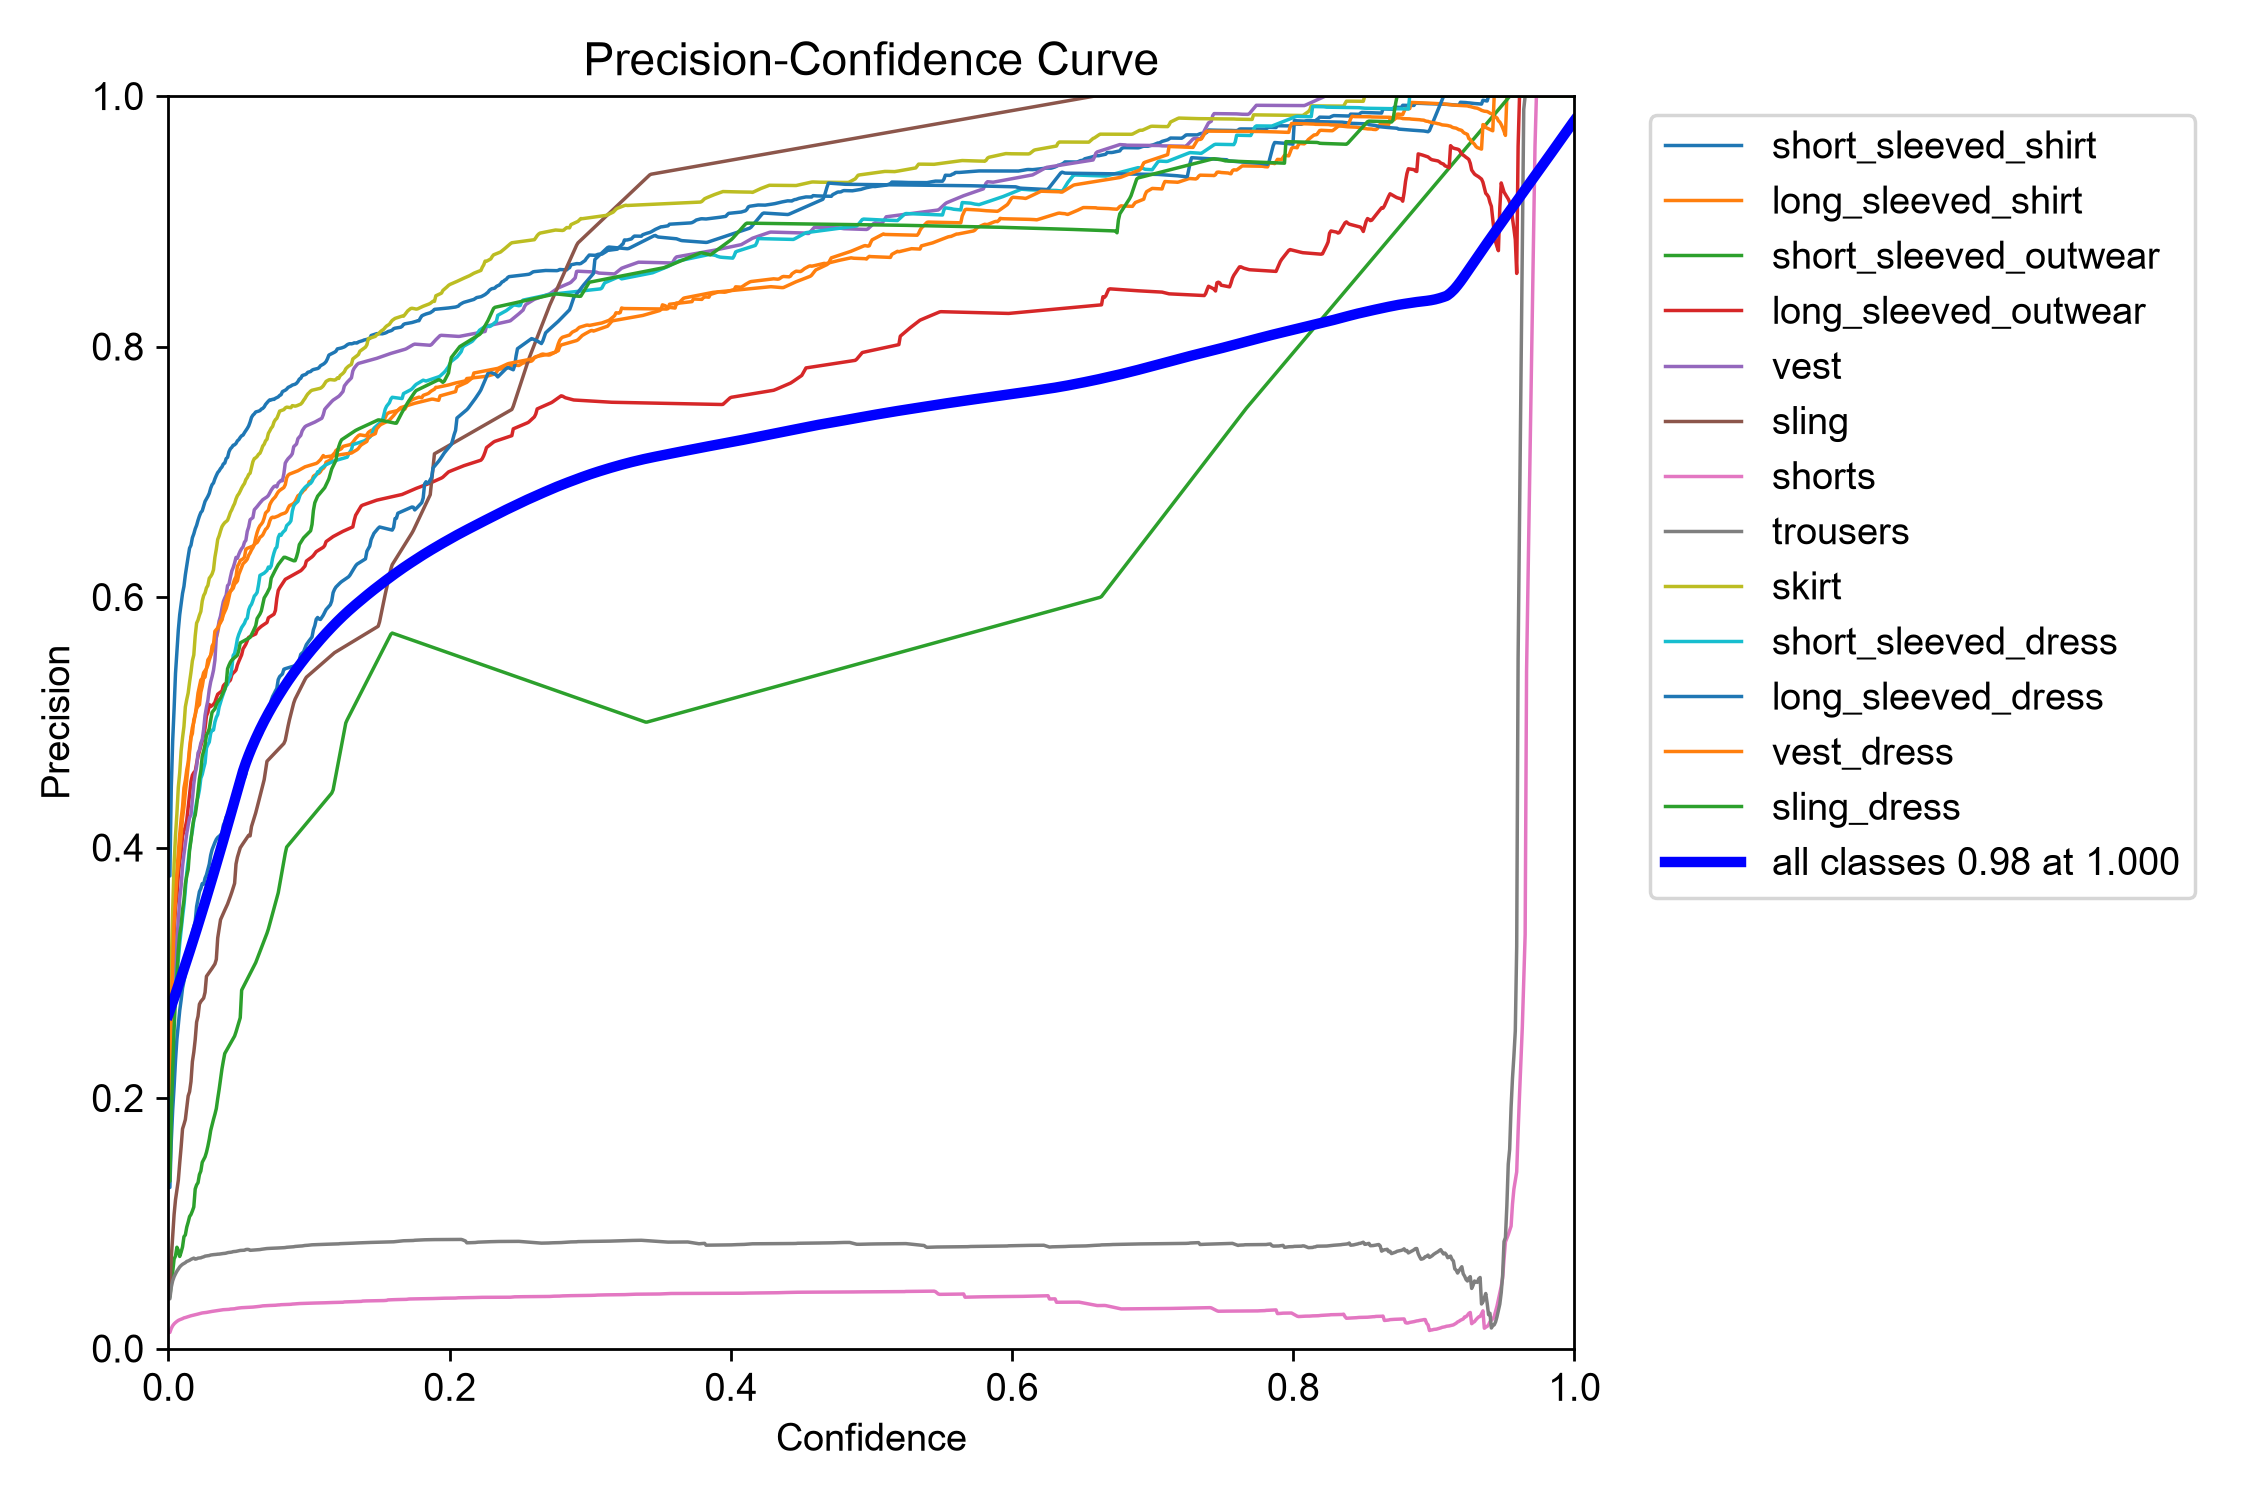 Precision-Confidence Curve
1.0
0.8
0.6
0.4
0.2
0.0
Precision
0.0 0.2 0.4 0.6 0.8 1.0
Confidence
short_sleeved_shirt
long_sleeved_shirt
short_sleeved_outwear
long_sleeved_outwear
vest
sling
shorts
trousers
skirt
short_sleeved_dress
long_sleeved_dress
vest_dress
sling_dress
all classes 0.98 at 1.000